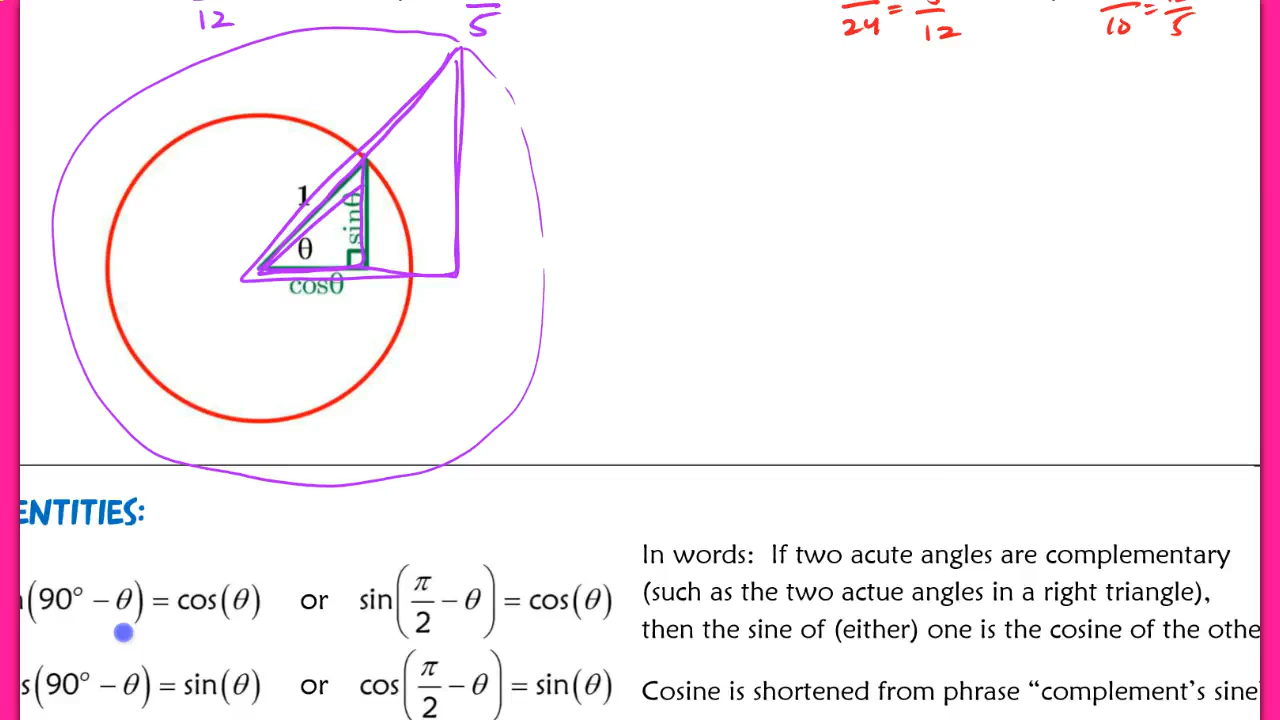 12
5
24 = 12
10 = 5
1
sinθ
θ
cosθ
ENTITIES:
(90° − θ) = cos(θ) or sin(π/2 − θ) = cos(θ)
s(90° − θ) = sin(θ) or cos(π/2 − θ) = sin(θ)
In words: If two acute angles are complementary
(such as the two actue angles in a right triangle),
then the sine of (either) one is the cosine of the othe
Cosine is shortened from phrase “complement’s sine